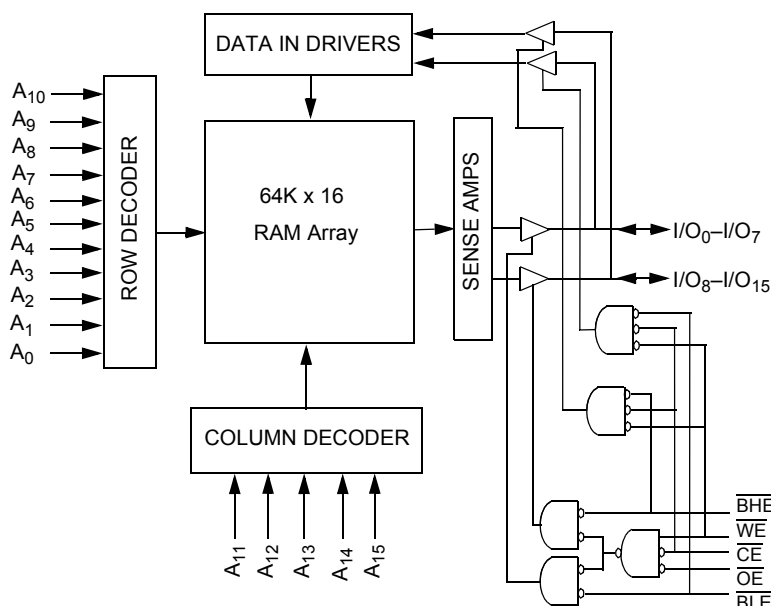 DATA IN DRIVERS
A10
A9
A8
A7
A6
A5
A4
A3
A2
A1
A0
ROW DECODER
64K x 16
RAM Array
SENSE AMPS
I/O0–I/O7
I/O8–I/O15
COLUMN DECODER
A11
A12
A13
A14
A15
BHE
WE
CE
OE
BLE